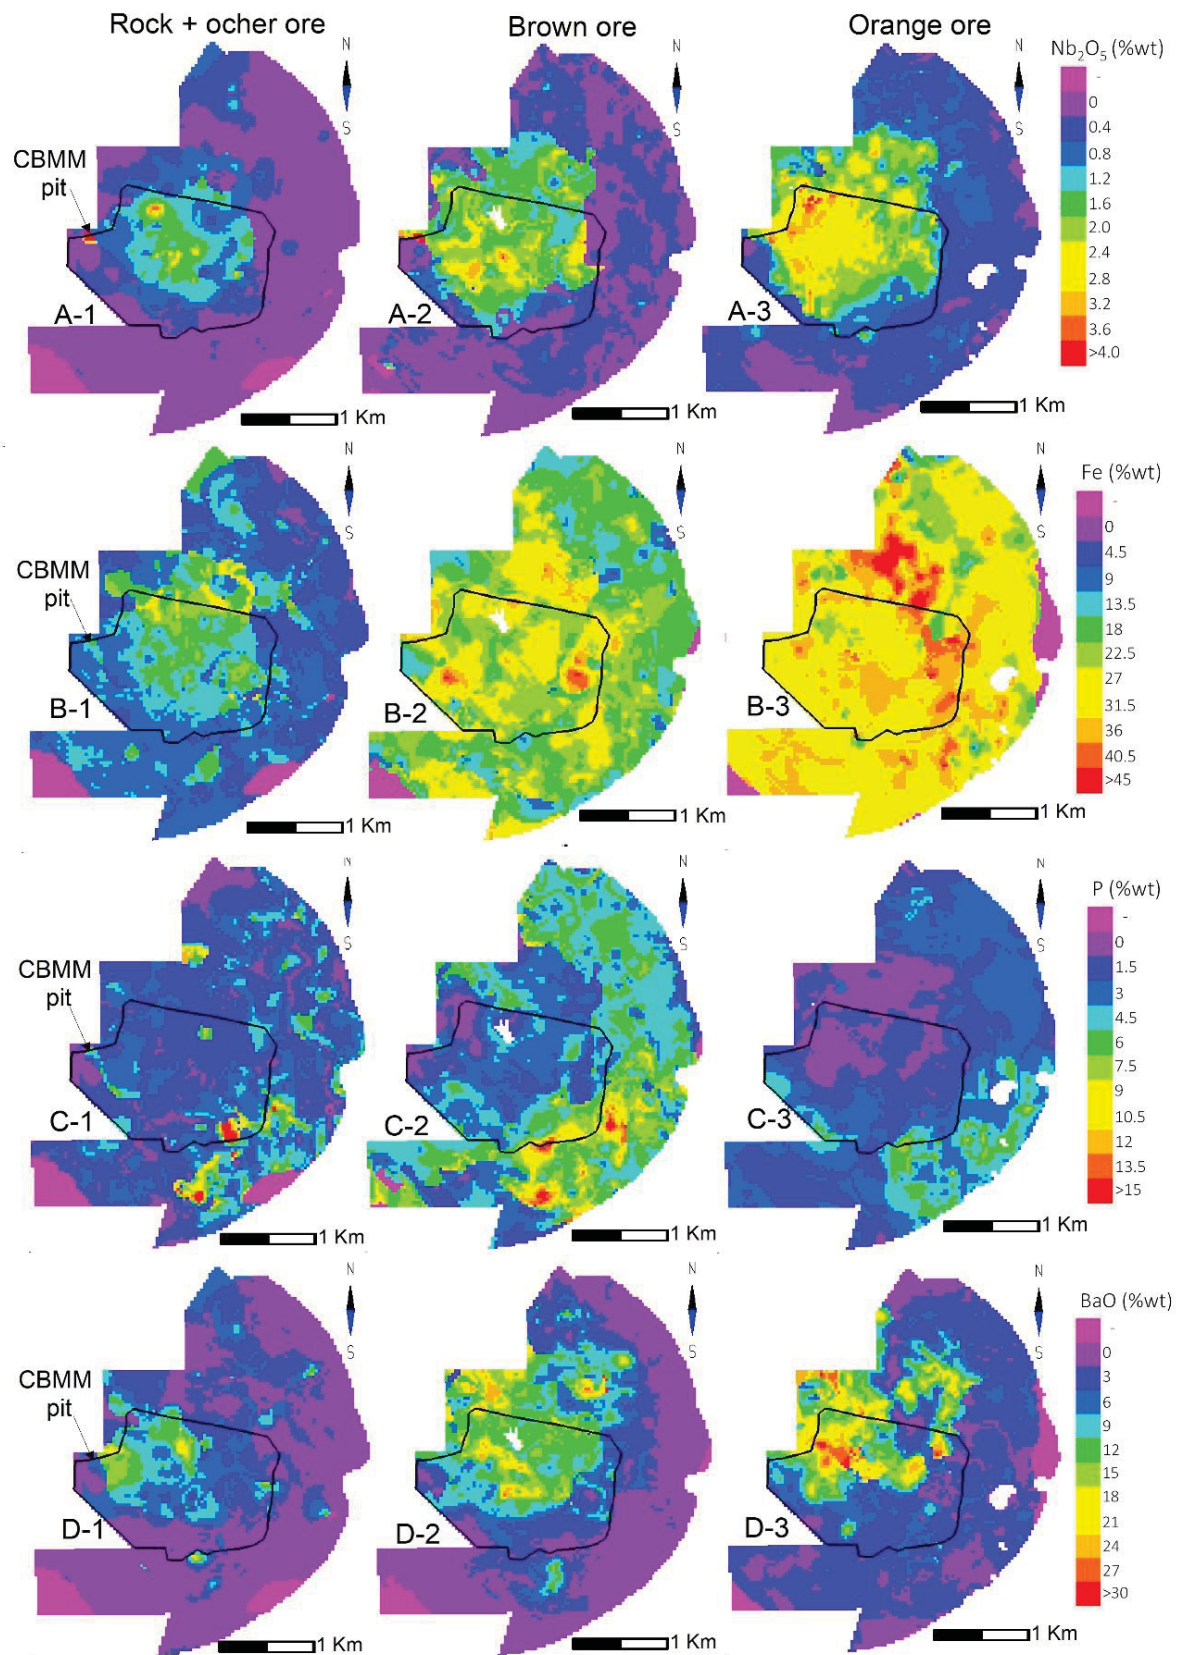 Rock + ocher ore
Brown ore
Orange ore
Nb₂O₅ (%wt)
-
0
0.4
0.8
1.2
1.6
2.0
2.4
2.8
3.2
3.6
>4.0
N
S
N
S
N
S
CBMM
pit
A-1
A-2
A-3
1 Km
1 Km
1 Km
Fe (%wt)
-
0
4.5
9
13.5
18
22.5
27
31.5
36
40.5
>45
N
S
N
S
N
S
CBMM
pit
B-1
B-2
B-3
1 Km
1 Km
1 Km
P (%wt)
-
0
1.5
3
4.5
6
7.5
9
10.5
12
13.5
>15
N
S
N
S
N
S
CBMM
pit
C-1
C-2
C-3
1 Km
1 Km
1 Km
BaO (%wt)
-
0
3
6
9
12
15
18
21
24
27
>30
N
S
N
S
N
S
CBMM
pit
D-1
D-2
D-3
1 Km
1 Km
1 Km